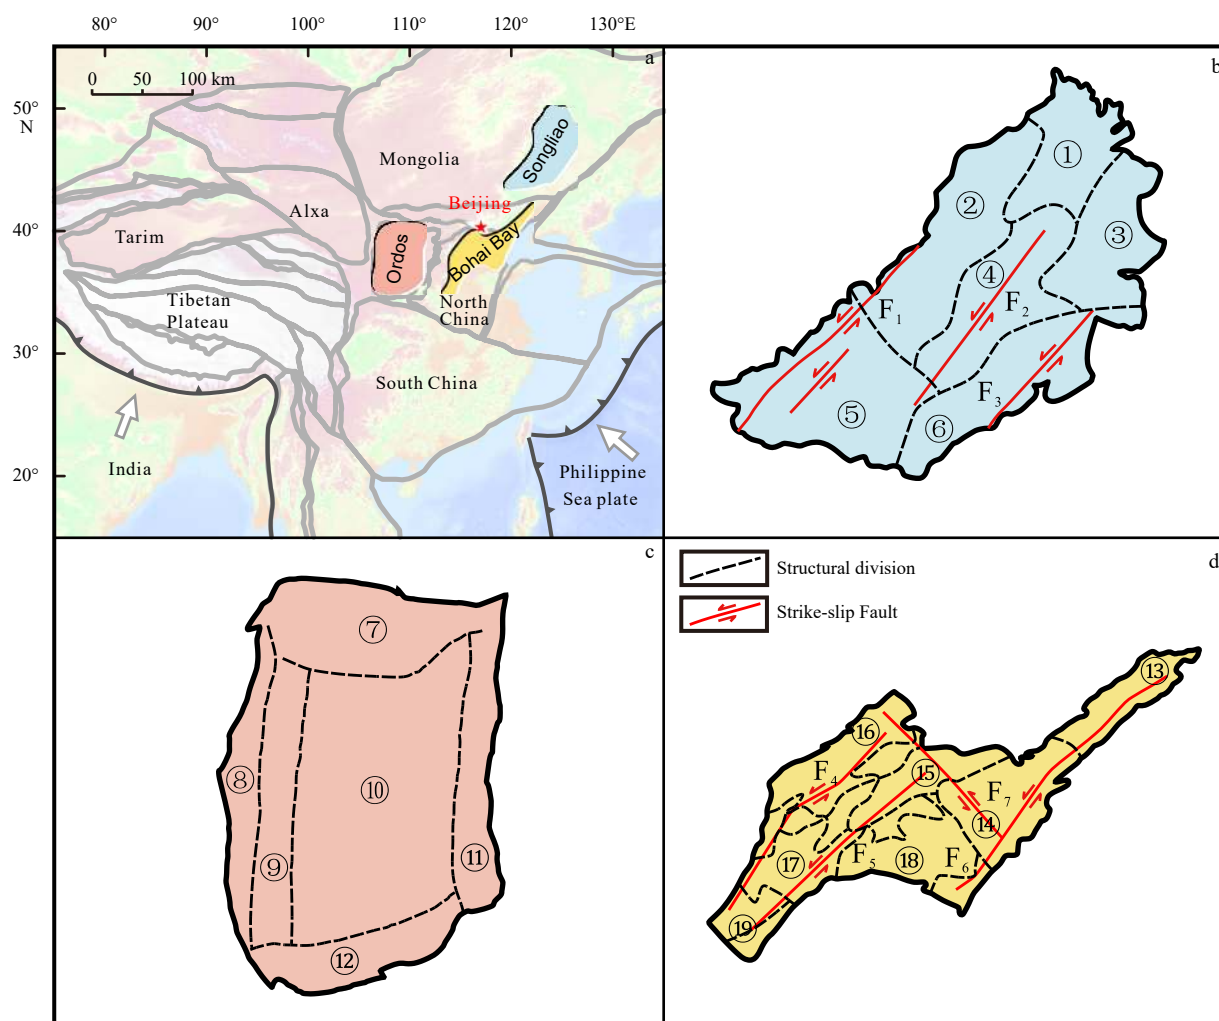 80° 90° 100° 110° 120° 130°E
a
0 50 100 km
50°
N
40°
30°
20°
Mongolia
Songliao
Beijing
Alxa
Tarim
Ordos
Bohai Bay
Tibetan
Plateau
North
China
South China
India
Philippine
Sea plate
b
①
②
③
④
F1
F2
F3
⑤
⑥
c
⑦
⑧
⑩
⑨
⑪
⑫
d
Structural division
Strike-slip Fault
⑬
⑯
⑮
F4
F7
⑭
⑰
F5
⑱
F6
⑲